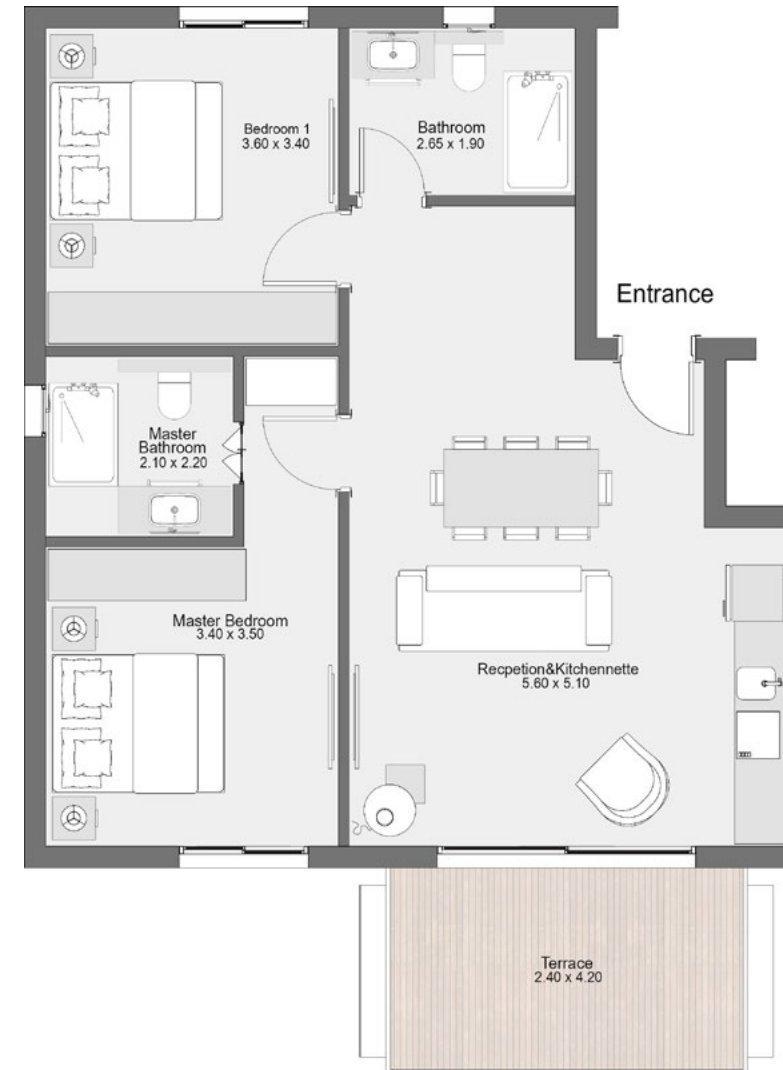 Bedroom 1
3.60 x 3.40
Bathroom
2.65 x 1.90
Entrance
Master
Bathroom
2.10 x 2.20
Master Bedroom
3.40 x 3.50
Recpetion&Kitchennette
5.60 x 5.10
Terrace
2.40 x 4.20